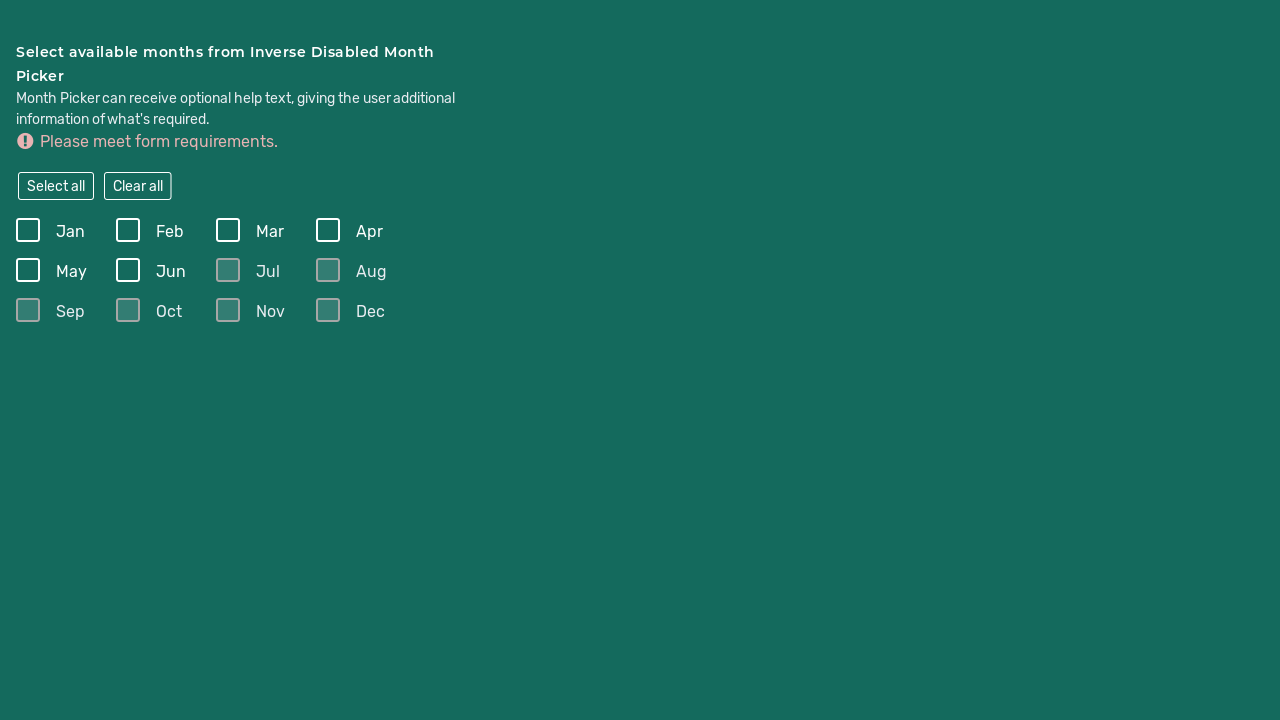 Select available months from Inverse Disabled Month
Picker
Month Picker can receive optional help text, giving the user additional
information of what's required.
Please meet form requirements.
Select all Clear all
Jan Feb Mar Apr
May Jun Jul Aug
Sep Oct Nov Dec